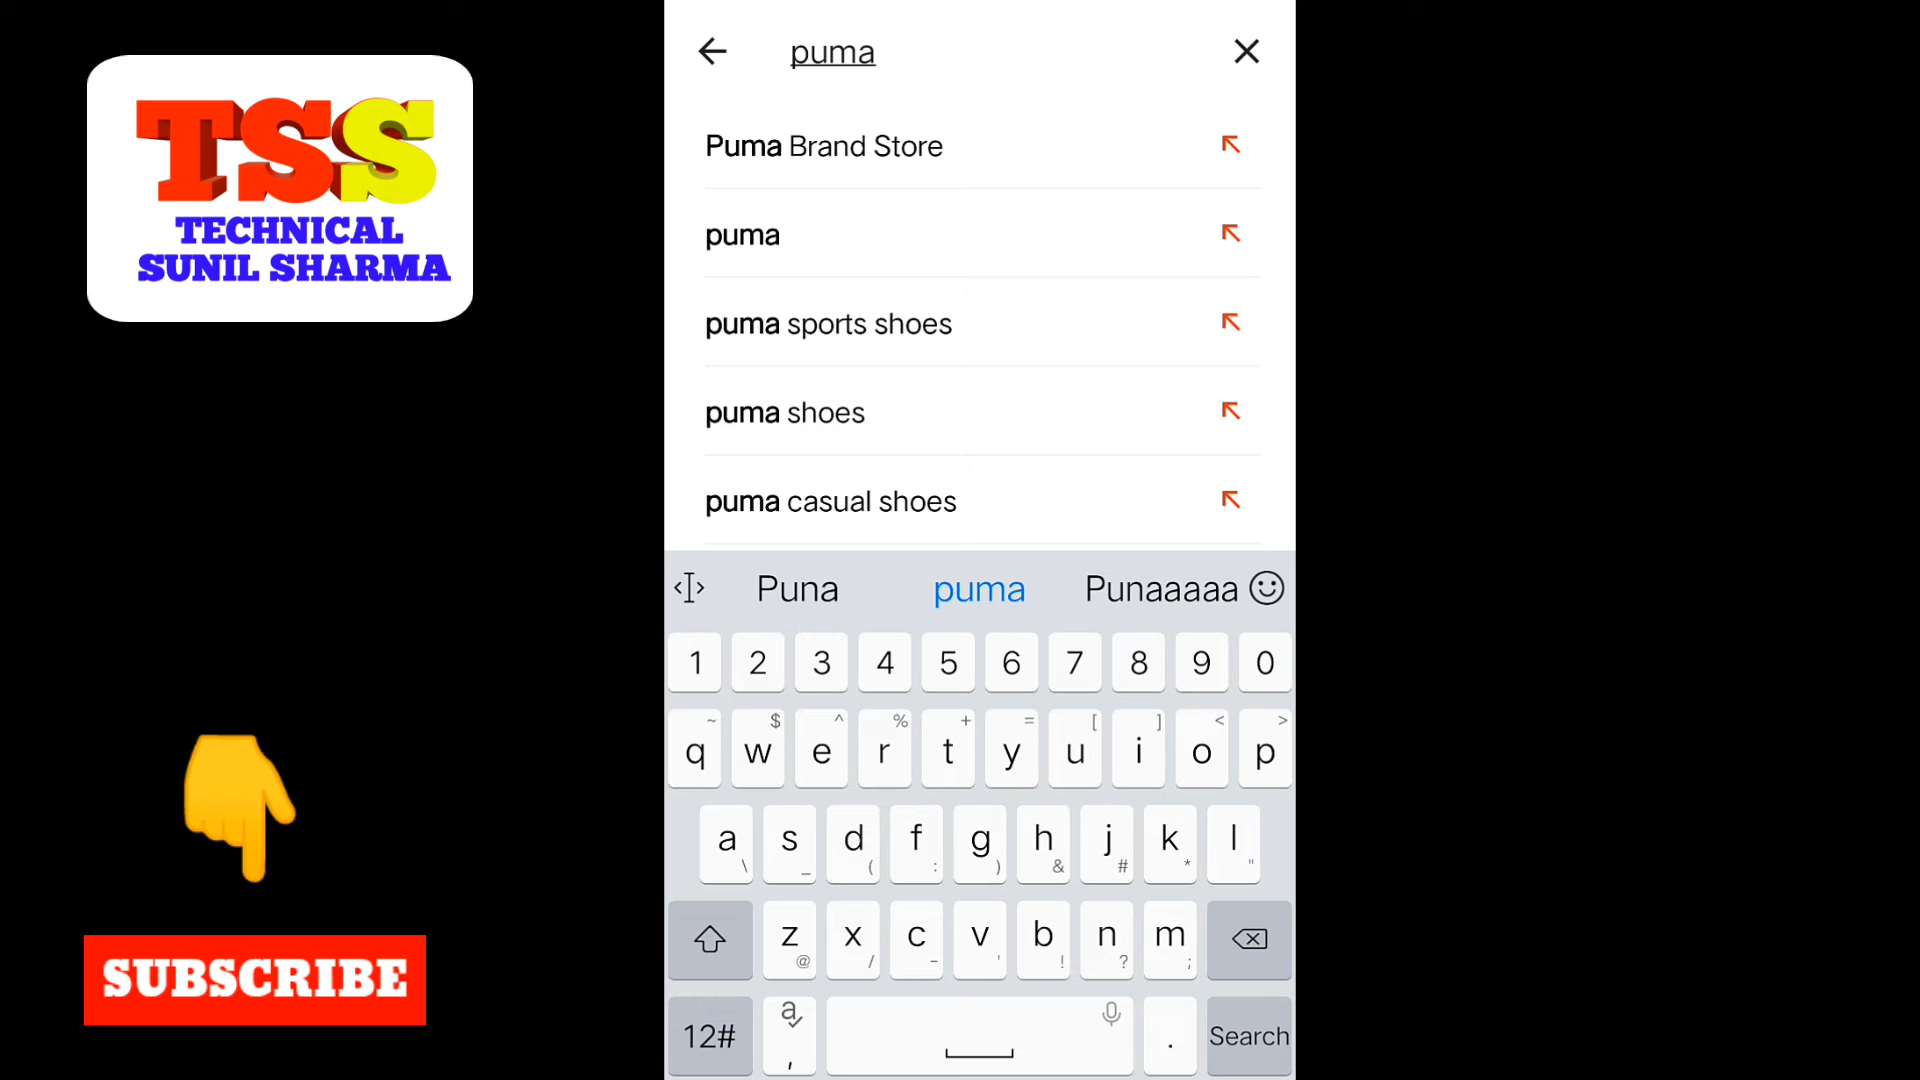 TSS
TECHNICAL
SUNIL SHARMA
SUBSCRIBE
puma
Puma Brand Store
puma
puma sports shoes
puma shoes
puma casual shoes
Puna puma Punaaaaa
1 2 3 4 5 6 7 8 9 0
~ $ ^ % + = [ ] < >
q w e r t y u i o p
a s d f g h j k l
\ _ ( : ) & # * "
z x c v b n m
@ / - ' ! ? ;
12# a , . Search